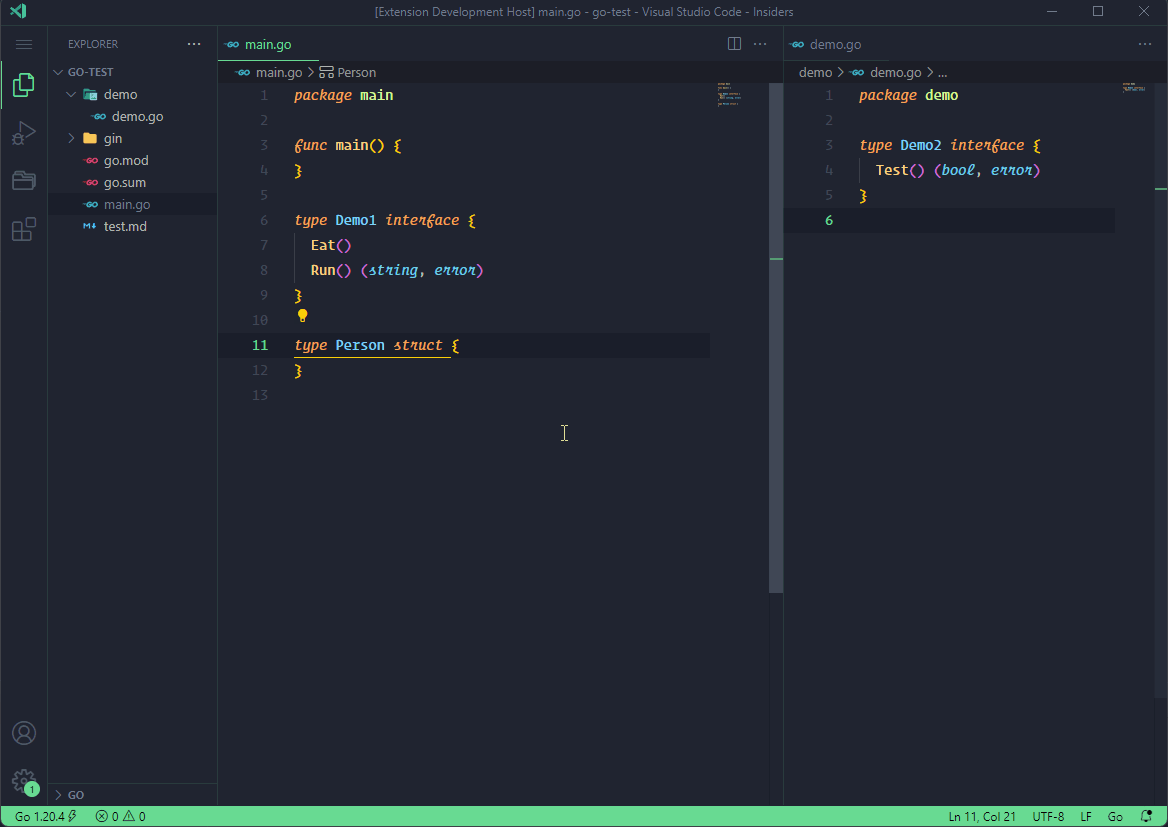 [Extension Development Host] main.go - go-test - Visual Studio Code - Insiders
EXPLORER
GO-TEST
demo
demo.go
gin
go.mod
go.sum
main.go
test.md
GO
main.go
main.go > Person
1 package main
2
3 func main() {
4 }
5
6 type Demo1 interface {
7 Eat()
8 Run() (string, error)
9 }
10
11 type Person struct {
12 }
13
demo.go
demo > demo.go > ...
1 package demo
2
3 type Demo2 interface {
4 Test() (bool, error)
5 }
6
1
Go 1.20.4 0 0 Ln 11, Col 21 UTF-8 LF Go